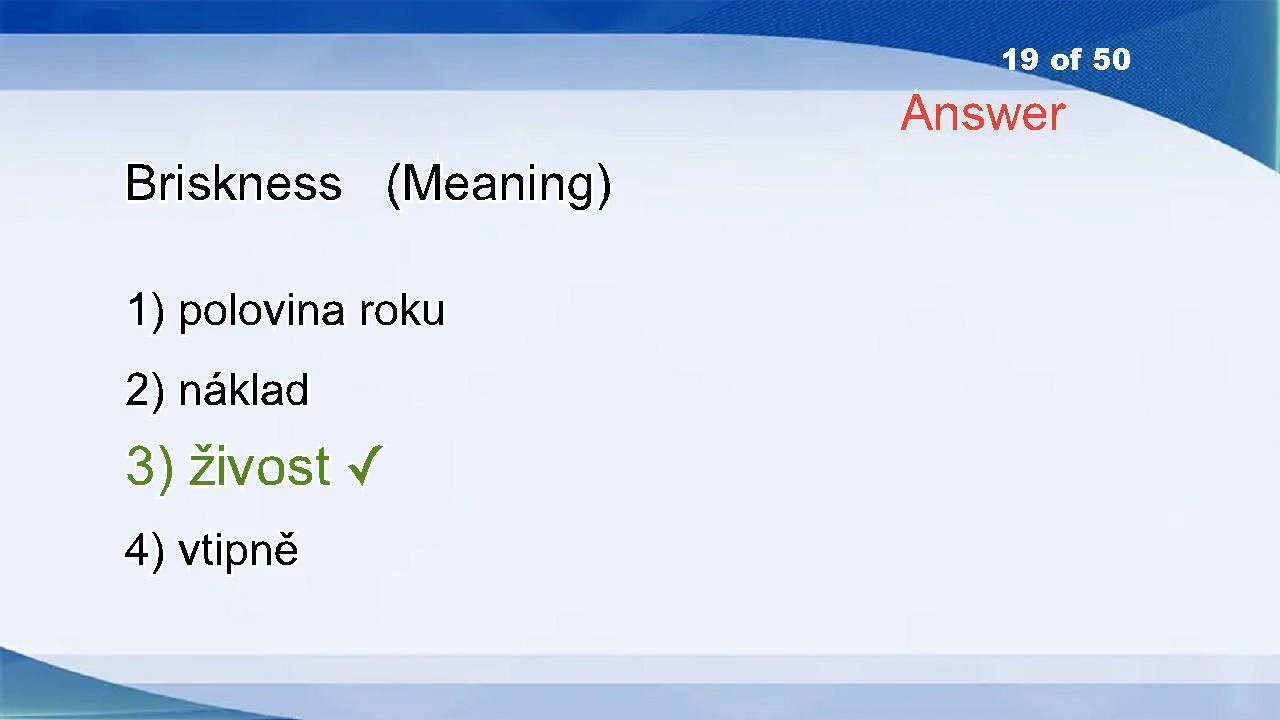 19 of 50
Answer
Briskness (Meaning)
1) polovina roku
2) náklad
3) živost ✓
4) vtipně